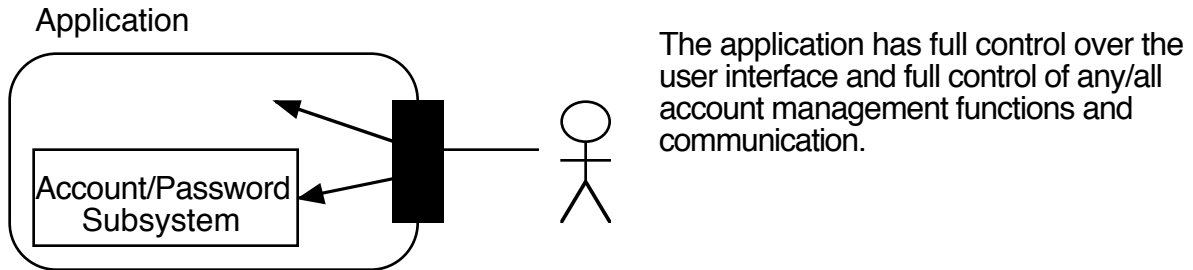 Application
The application has full control over the
user interface and full control of any/all
account management functions and
communication.
Account/Password
Subsystem